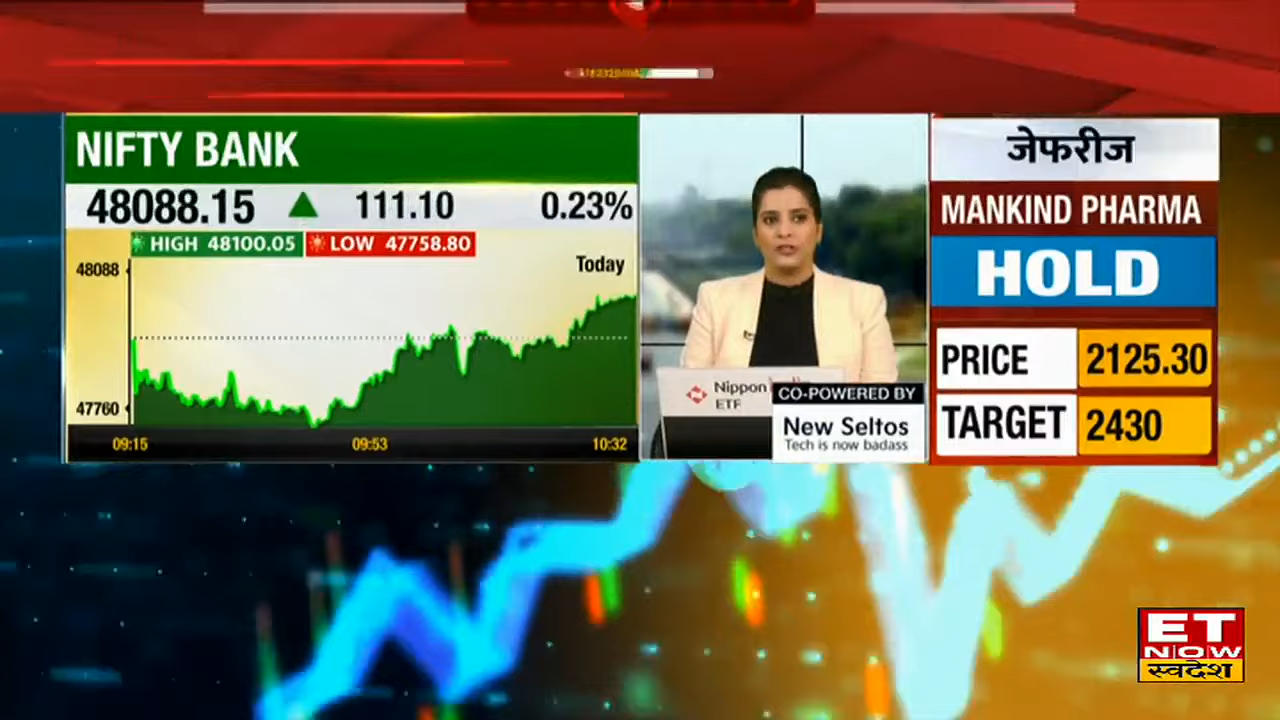 NIFTY BANK
48088.15 ▲ 111.10 0.23%
HIGH 48100.05 LOW 47758.80
Today
48088
47760
09:15 09:53 10:32
Nippon
ETF
CO-POWERED BY
New Seltos
Tech is now badass
जेफरीज
MANKIND PHARMA
HOLD
PRICE 2125.30
TARGET 2430
ET
NOW
स्वदेश